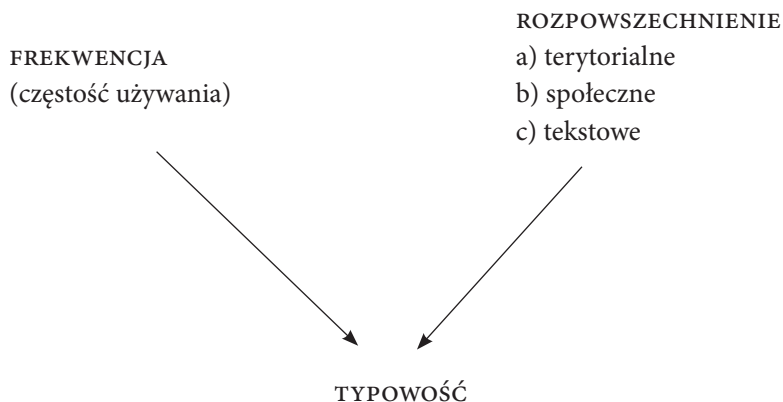 FREKWENCJA
(częstość używania)
ROZPOWSZECHNIENIE
a) terytorialne
b) społeczne
c) tekstowe
TYPOWOŚĆ